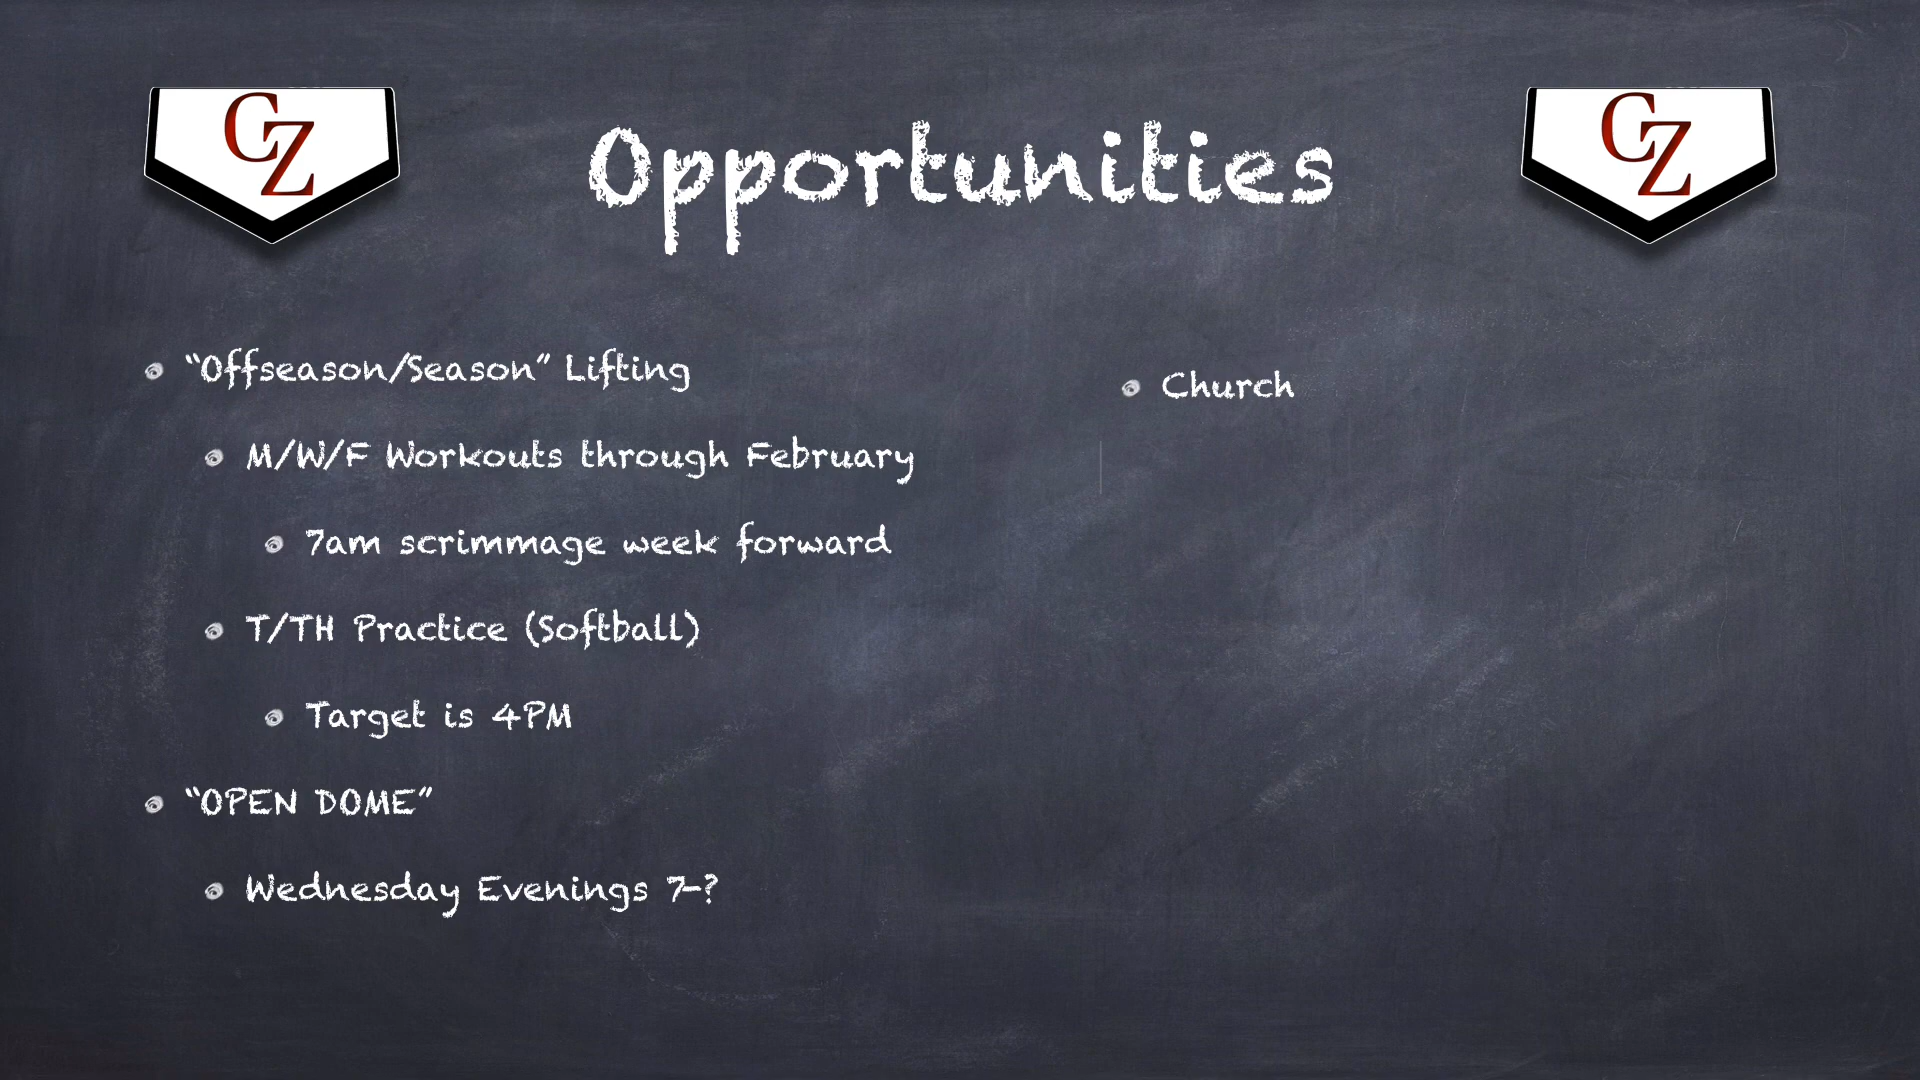 CZ
Opportunities
CZ
“Offseason/Season” Lifting
M/W/F Workouts through February
7am scrimmage week forward
T/TH Practice (Softball)
Target is 4PM
“OPEN DOME”
Wednesday Evenings 7-?
Church